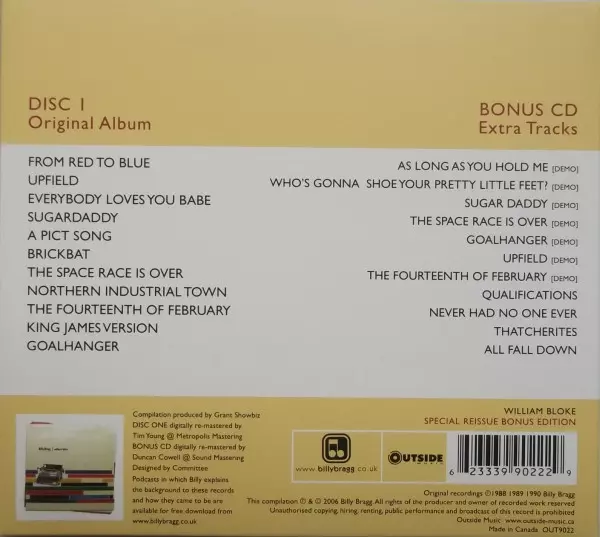 DISC 1
Original Album
FROM RED TO BLUE
UPFIELD
EVERYBODY LOVES YOU BABE
SUGARDADDY
A PICT SONG
BRICKBAT
THE SPACE RACE IS OVER
NORTHERN INDUSTRIAL TOWN
THE FOURTEENTH OF FEBRUARY
KING JAMES VERSION
GOALHANGER
BONUS CD
Extra Tracks
AS LONG AS YOU HOLD ME [DEMO]
WHO'S GONNA SHOE YOUR PRETTY LITTLE FEET? [DEMO]
SUGAR DADDY [DEMO]
THE SPACE RACE IS OVER [DEMO]
GOALHANGER [DEMO]
UPFIELD [DEMO]
THE FOURTEENTH OF FEBRUARY [DEMO]
QUALIFICATIONS
NEVER HAD NO ONE EVER
THATCHERITES
ALL FALL DOWN
Compilation produced by Grant Showbiz
DISC ONE digitally re-mastered by
Tim Young @ Metropolis Mastering
BONUS CD digitally re-mastered by
Duncan Cowell @ Sound Mastering
Designed by Committee
Podcasts in which Billy explains
the background to these records
and how they came to be are
available for free download from
www.billybragg.co.uk
www.billybragg.co.uk
OUTSIDE
MUSIC
WILLIAM BLOKE
SPECIAL REISSUE BONUS EDITION
6 23339 90222 9
Original recordings ℗1988 1989 1990 Billy Bragg
This compilation ℗ & © 2006 Billy Bragg. All rights of the producer and owner of recorded work reserved
Unauthorised copying, hiring, renting, public performance and broadcast of this record is prohibited
Outside Music www.outside-music.com
Made in Canada OUT9022